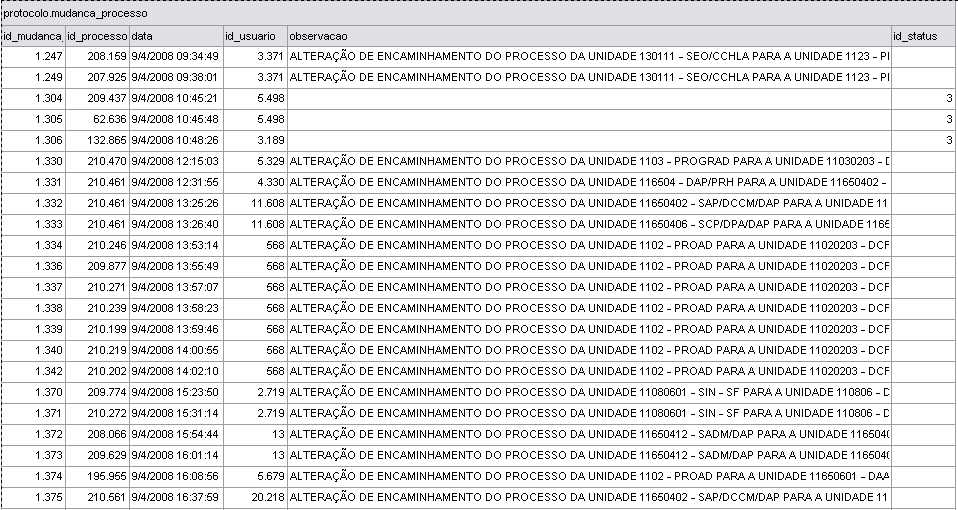 protocolo.mudanca_processo
id_mudanca id_processo data id_usuario observacao id_status
1.247 208.159 9/4/2008 09:34:49 3.371 ALTERAÇÃO DE ENCAMINHAMENTO DO PROCESSO DA UNIDADE 130111 - SEO/CCHLA PARA A UNIDADE 1123 -
1.249 207.925 9/4/2008 09:38:01 3.371 ALTERAÇÃO DE ENCAMINHAMENTO DO PROCESSO DA UNIDADE 130111 - SEO/CCHLA PARA A UNIDADE 1123 -
1.304 209.437 9/4/2008 10:45:21 5.498 3
1.305 62.636 9/4/2008 10:45:48 5.498 3
1.306 132.865 9/4/2008 10:48:26 3.189 3
1.330 210.470 9/4/2008 12:15:03 5.329 ALTERAÇÃO DE ENCAMINHAMENTO DO PROCESSO DA UNIDADE 1103 - PROGRAD PARA A UNIDADE 11030203 -
1.331 210.461 9/4/2008 12:31:55 4.330 ALTERAÇÃO DE ENCAMINHAMENTO DO PROCESSO DA UNIDADE 116504 - DAP/PRH PARA A UNIDADE 11650402 -
1.332 210.461 9/4/2008 13:25:26 11.608 ALTERAÇÃO DE ENCAMINHAMENTO DO PROCESSO DA UNIDADE 11650402 - SAP/DCCM/DAP PARA A UNIDADE 11
1.333 210.461 9/4/2008 13:26:40 11.608 ALTERAÇÃO DE ENCAMINHAMENTO DO PROCESSO DA UNIDADE 11650406 - SCP/DPA/DAP PARA A UNIDADE 116
1.334 210.246 9/4/2008 13:53:14 568 ALTERAÇÃO DE ENCAMINHAMENTO DO PROCESSO DA UNIDADE 1102 - PROAD PARA A UNIDADE 11020203 - DCF
1.336 209.877 9/4/2008 13:55:49 568 ALTERAÇÃO DE ENCAMINHAMENTO DO PROCESSO DA UNIDADE 1102 - PROAD PARA A UNIDADE 11020203 - DCF
1.337 210.271 9/4/2008 13:57:07 568 ALTERAÇÃO DE ENCAMINHAMENTO DO PROCESSO DA UNIDADE 1102 - PROAD PARA A UNIDADE 11020203 - DCF
1.338 210.239 9/4/2008 13:58:23 568 ALTERAÇÃO DE ENCAMINHAMENTO DO PROCESSO DA UNIDADE 1102 - PROAD PARA A UNIDADE 11020203 - DCF
1.339 210.199 9/4/2008 13:59:46 568 ALTERAÇÃO DE ENCAMINHAMENTO DO PROCESSO DA UNIDADE 1102 - PROAD PARA A UNIDADE 11020203 - DCF
1.340 210.219 9/4/2008 14:00:55 568 ALTERAÇÃO DE ENCAMINHAMENTO DO PROCESSO DA UNIDADE 1102 - PROAD PARA A UNIDADE 11020203 - DCF
1.342 210.202 9/4/2008 14:02:10 568 ALTERAÇÃO DE ENCAMINHAMENTO DO PROCESSO DA UNIDADE 1102 - PROAD PARA A UNIDADE 11020203 - DCF
1.370 209.774 9/4/2008 15:23:50 2.719 ALTERAÇÃO DE ENCAMINHAMENTO DO PROCESSO DA UNIDADE 11080601 - SIN - SF PARA A UNIDADE 110806 -
1.371 210.272 9/4/2008 15:31:14 2.719 ALTERAÇÃO DE ENCAMINHAMENTO DO PROCESSO DA UNIDADE 11080601 - SIN - SF PARA A UNIDADE 110806 -
1.372 208.066 9/4/2008 15:54:44 13 ALTERAÇÃO DE ENCAMINHAMENTO DO PROCESSO DA UNIDADE 11650412 - SADM/DAP PARA A UNIDADE 116504
1.373 209.629 9/4/2008 16:01:14 13 ALTERAÇÃO DE ENCAMINHAMENTO DO PROCESSO DA UNIDADE 11650412 - SADM/DAP PARA A UNIDADE 116504
1.374 195.955 9/4/2008 16:08:56 5.679 ALTERAÇÃO DE ENCAMINHAMENTO DO PROCESSO DA UNIDADE 1102 - PROAD PARA A UNIDADE 11650601 - DAA
1.375 210.561 9/4/2008 16:37:59 20.218 ALTERAÇÃO DE ENCAMINHAMENTO DO PROCESSO DA UNIDADE 11650402 - SAP/DCCM/DAP PARA A UNIDADE 11